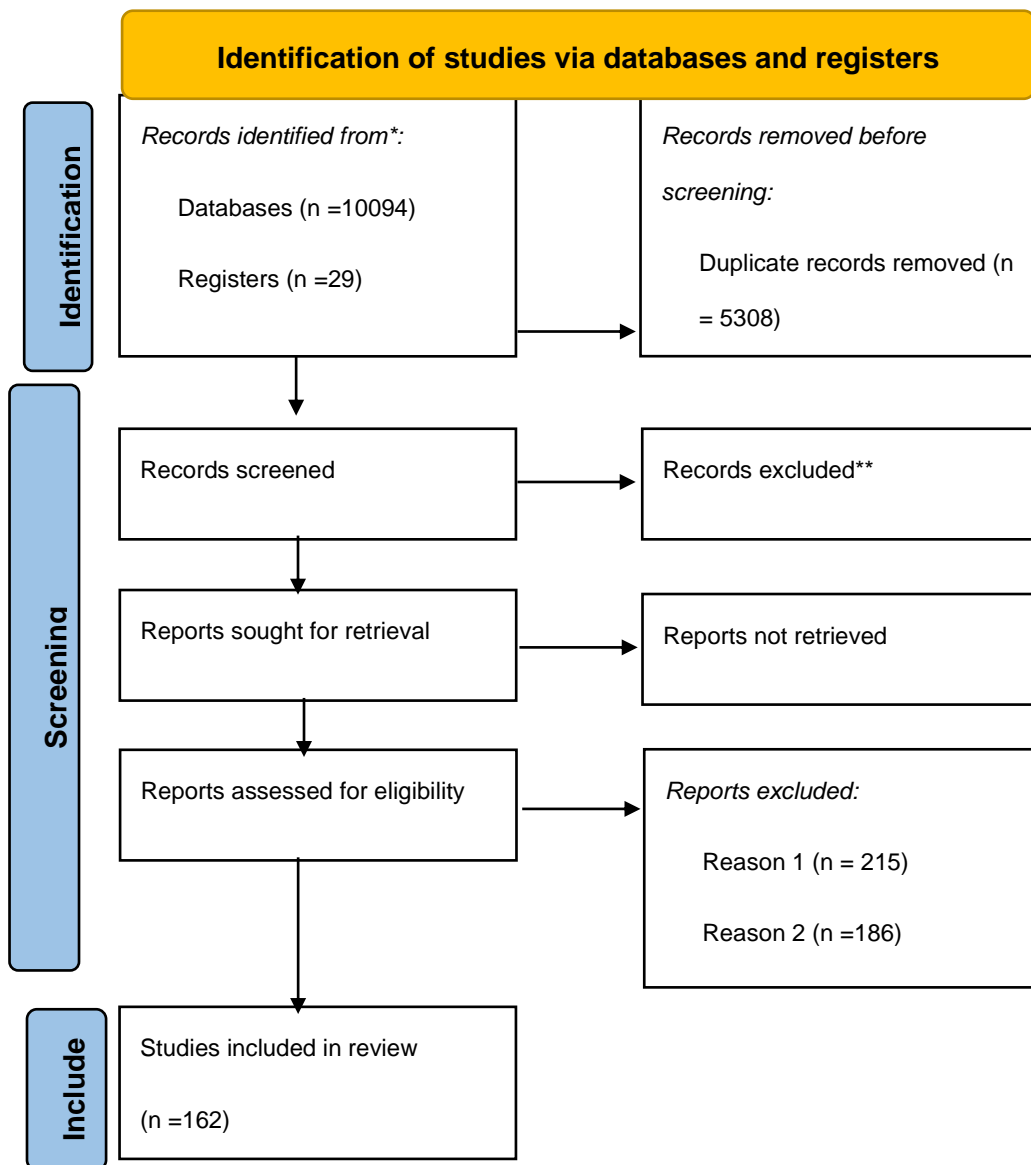 Identification of studies via databases and registers
Identification
Records identified from*:
Databases (n =10094)
Registers (n =29)
Records removed before
screening:
Duplicate records removed (n
= 5308)
Screening
Records screened
Records excluded**
Reports sought for retrieval
Reports not retrieved
Reports assessed for eligibility
Reports excluded:
Reason 1 (n = 215)
Reason 2 (n =186)
Include
Studies included in review
(n =162)